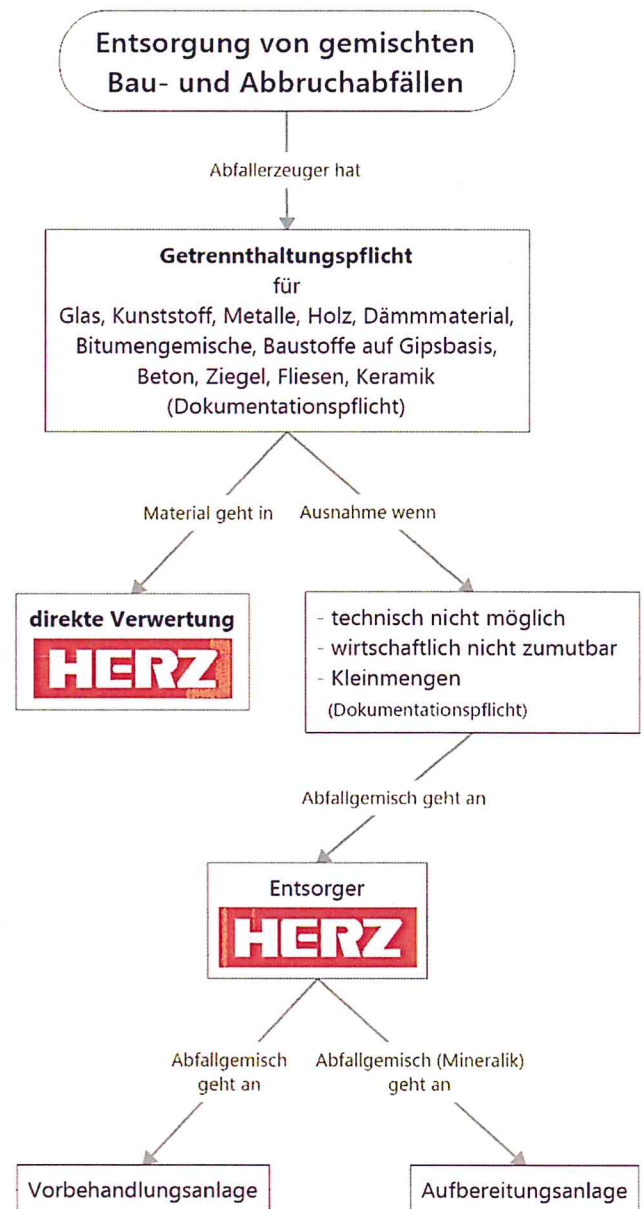 Entsorgung von gemischten
Bau- und Abbruchabfällen
Abfallerzeuger hat
Getrennthaltungspflicht
für
Glas, Kunststoff, Metalle, Holz, Dämmmaterial,
Bitumengemische, Baustoffe auf Gipsbasis,
Beton, Ziegel, Fliesen, Keramik
(Dokumentationspflicht)
Material geht in
Ausnahme wenn
direkte Verwertung
HERZ
- technisch nicht möglich
- wirtschaftlich nicht zumutbar
- Kleinmengen
(Dokumentationspflicht)
Abfallgemisch geht an
Entsorger
HERZ
Abfallgemisch
geht an
Abfallgemisch (Mineralik)
geht an
Vorbehandlungsanlage
Aufbereitungsanlage